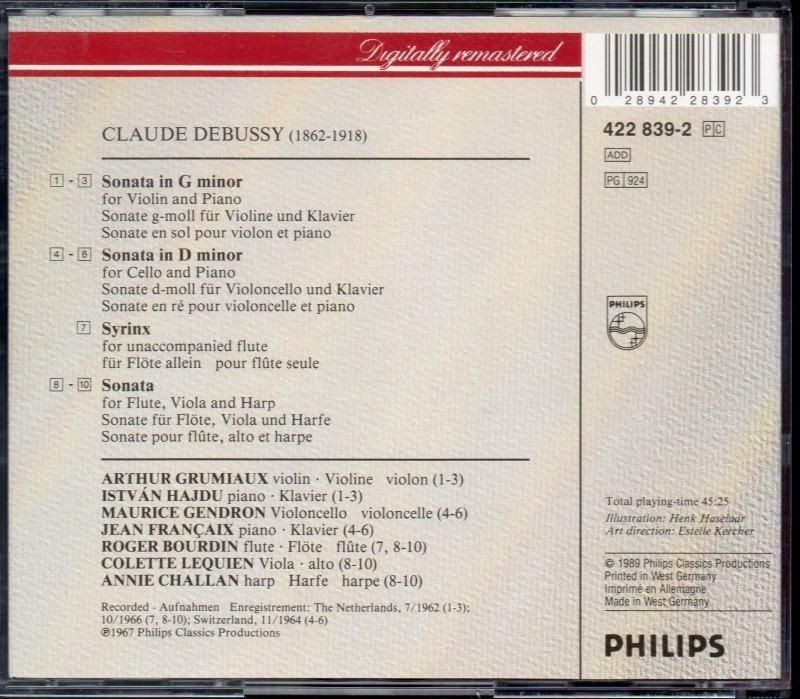 Digitally remastered
0 28942 28392 3
422 839-2 PC
ADD
PG 924
CLAUDE DEBUSSY (1862-1918)
1 - 3 Sonata in G minor
for Violin and Piano
Sonate g-moll für Violine und Klavier
Sonate en sol pour violon et piano
4 - 6 Sonata in D minor
for Cello and Piano
Sonate d-moll für Violoncello und Klavier
Sonate en ré pour violoncelle et piano
7 Syrinx
for unaccompanied flute
für Flöte allein pour flûte seule
8 - 10 Sonata
for Flute, Viola and Harp
Sonate für Flöte, Viola und Harfe
Sonate pour flûte, alto et harpe
ARTHUR GRUMIAUX violin · Violine violon (1-3)
ISTVÁN HAJDU piano · Klavier (1-3)
MAURICE GENDRON Violoncello violoncelle (4-6)
JEAN FRANÇAIX piano · Klavier (4-6)
ROGER BOURDIN flute · Flöte flûte (7, 8-10)
COLETTE LEQUIEN Viola · alto (8-10)
ANNIE CHALLAN harp Harfe harpe (8-10)
Recorded · Aufnahmen Enregistrement: The Netherlands, 7/1962 (1-3);
10/1966 (7, 8-10); Switzerland, 11/1964 (4-6)
℗1967 Philips Classics Productions
PHILIPS
Total playing-time 45:25
Illustration: Henk Haselaar
Art direction: Estelle Kercher
© 1989 Philips Classics Productions
Printed in West Germany
Imprimé en Allemagne
Made in West Germany
PHILIPS